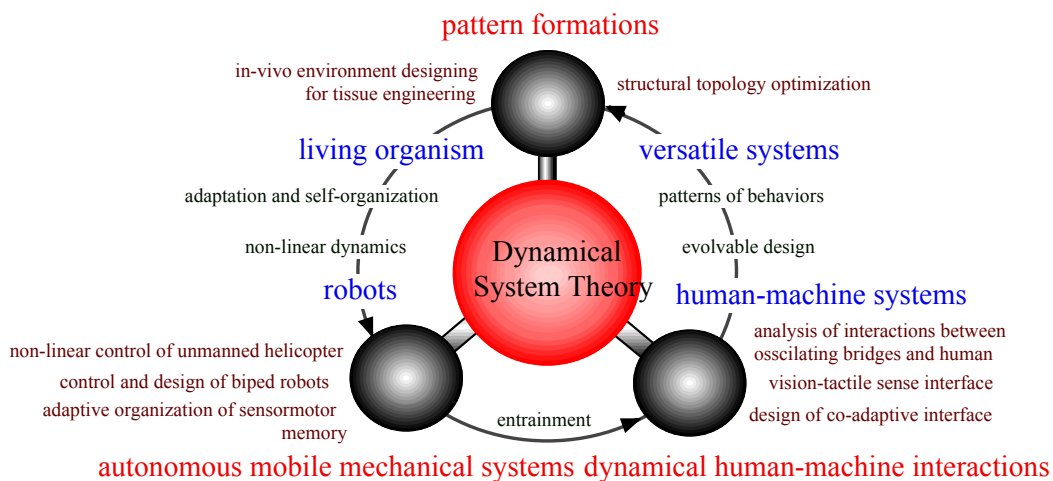 pattern formations
in-vivo environment designing
for tissue engineering
structural topology optimization
living organism
versatile systems
adaptation and self-organization
patterns of behaviors
non-linear dynamics
evolvable design
Dynamical
System Theory
robots
human-machine systems
non-linear control of unmanned helicopter
control and design of biped robots
adaptive organization of sensormotor
memory
analysis of interactions between
osscilating bridges and human
vision-tactile sense interface
design of co-adaptive interface
entrainment
autonomous mobile mechanical systems
dynamical human-machine interactions